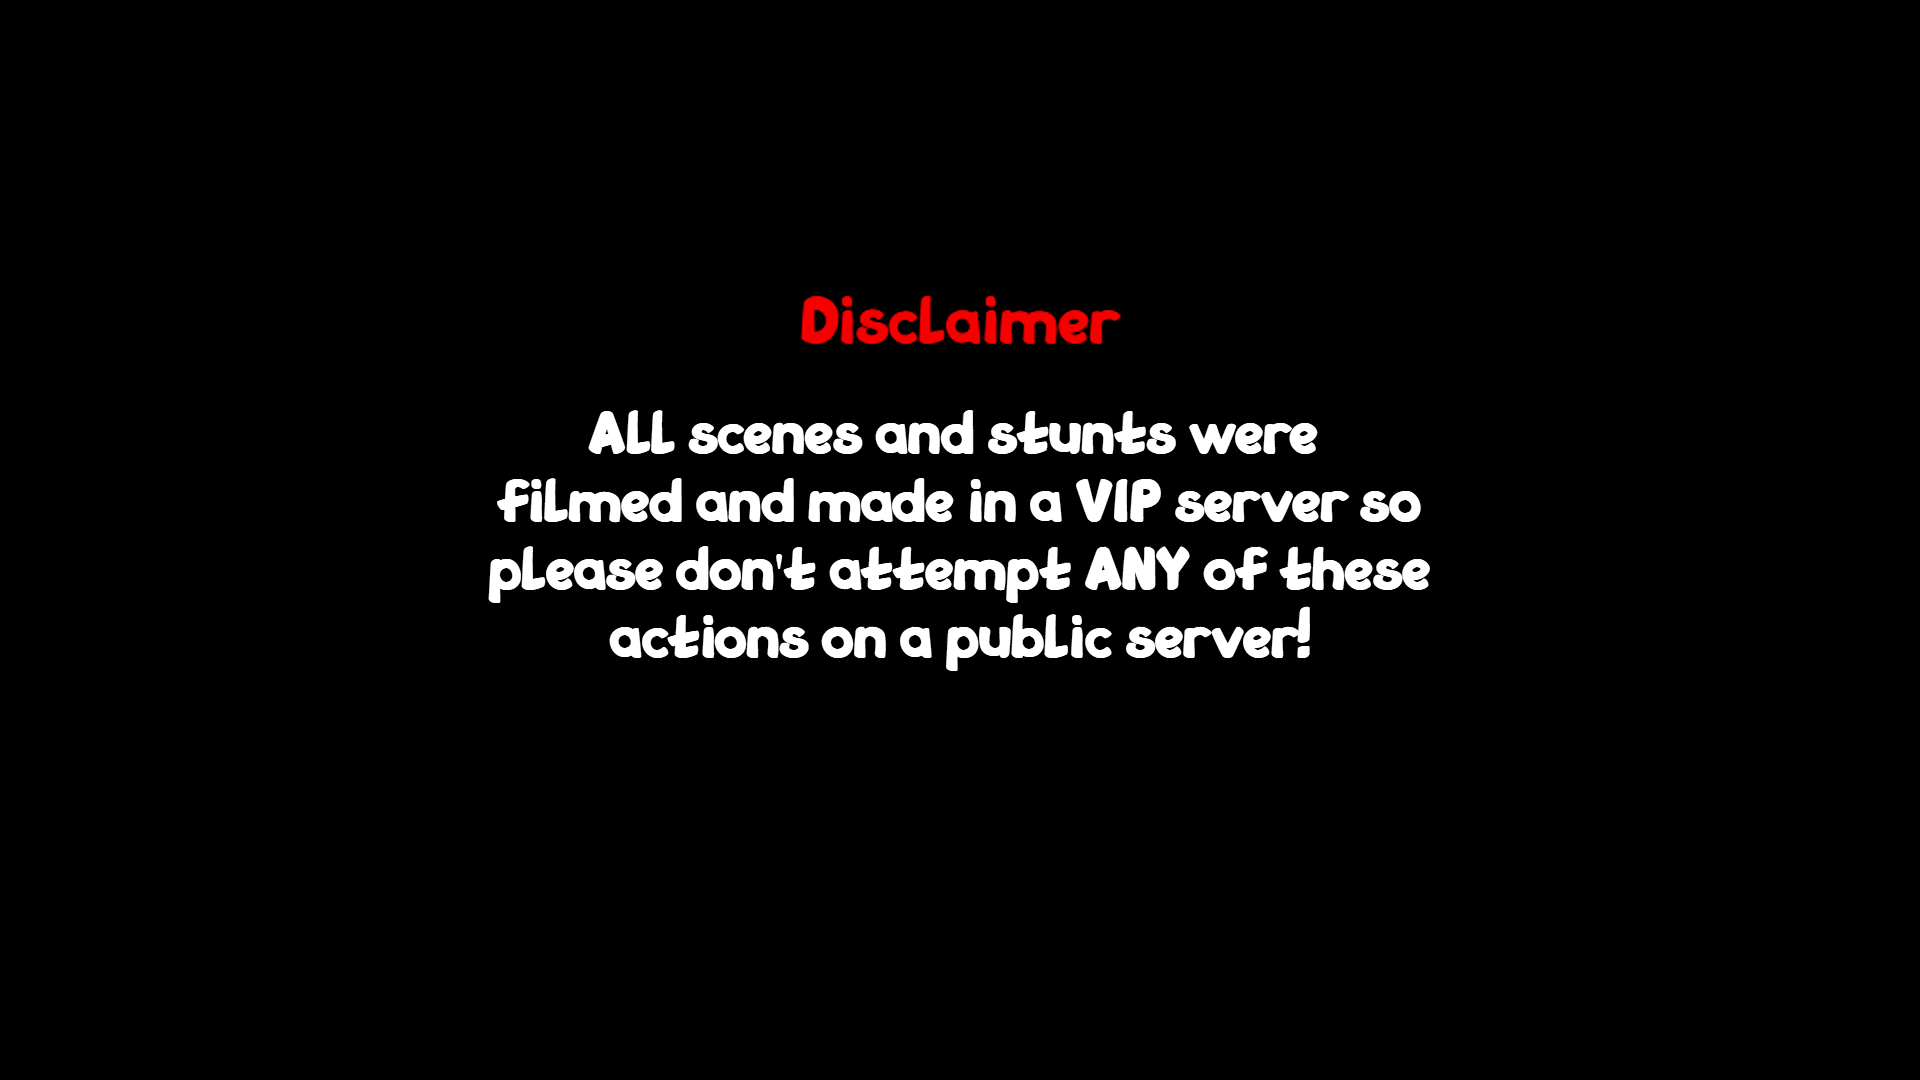 Disclaimer
All scenes and stunts were
filmed and made in a VIP server so
please don't attempt ANY of these
actions on a public server!